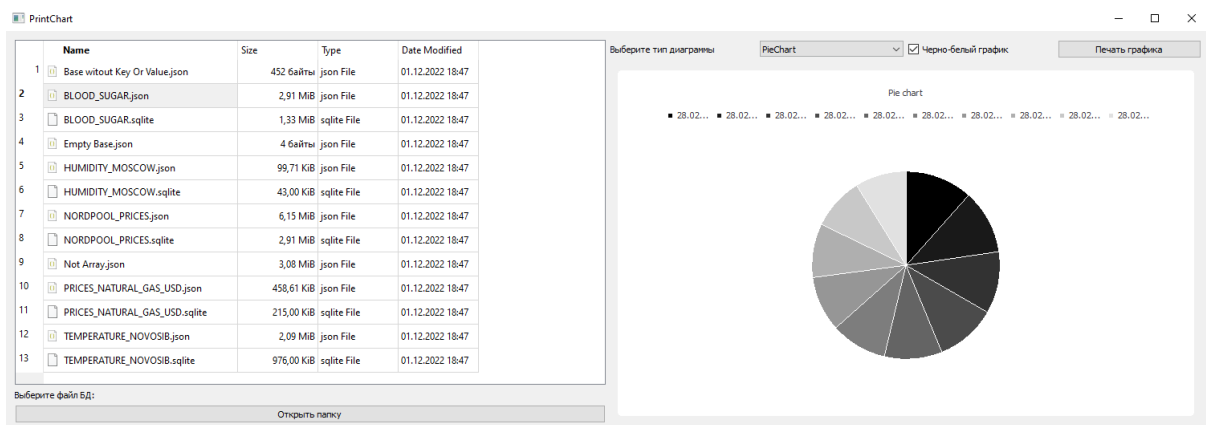 PrintChart
Name Size Type Date Modified
1 Base witout Key Or Value.json 452 байты json File 01.12.2022 18:47
2 BLOOD_SUGAR.json 2,91 MiB json File 01.12.2022 18:47
3 BLOOD_SUGAR.sqlite 1,33 MiB sqlite File 01.12.2022 18:47
4 Empty Base.json 4 байты json File 01.12.2022 18:47
5 HUMIDITY_MOSCOW.json 99,71 KiB json File 01.12.2022 18:47
6 HUMIDITY_MOSCOW.sqlite 43,00 KiB sqlite File 01.12.2022 18:47
7 NORDPOOL_PRICES.json 6,15 MiB json File 01.12.2022 18:47
8 NORDPOOL_PRICES.sqlite 2,91 MiB sqlite File 01.12.2022 18:47
9 Not Array.json 3,08 MiB json File 01.12.2022 18:47
10 PRICES_NATURAL_GAS_USD.json 458,61 KiB json File 01.12.2022 18:47
11 PRICES_NATURAL_GAS_USD.sqlite 215,00 KiB sqlite File 01.12.2022 18:47
12 TEMPERATURE_NOVOSIB.json 2,09 MiB json File 01.12.2022 18:47
13 TEMPERATURE_NOVOSIB.sqlite 976,00 KiB sqlite File 01.12.2022 18:47
Выберите файл БД:
Открыть папку
Выберите тип диаграммы PieChart Черно-белый график Печать графика
Pie chart
28.02... 28.02... 28.02... 28.02... 28.02... 28.02... 28.02... 28.02... 28.02... 28.02...